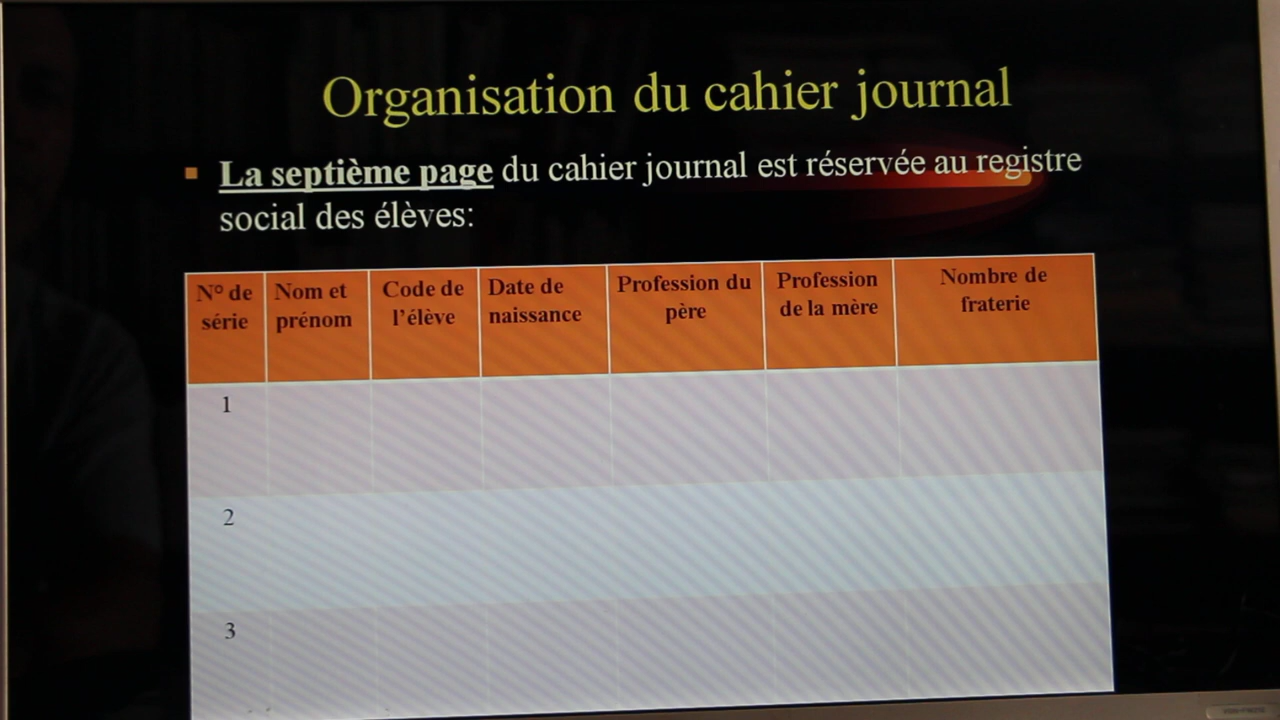 Organisation du cahier journal
La septième page du cahier journal est réservée au registre
social des élèves:
N° de série
Nom et prénom
Code de l'élève
Date de naissance
Profession du père
Profession de la mère
Nombre de fraterie
1
2
3